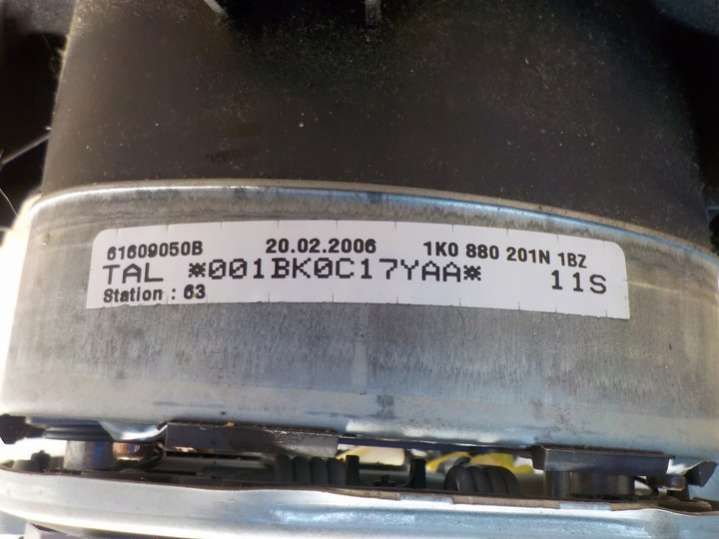 61609050B 20.02.2006 1K0 880 201N 1BZ
TAL *001BK0C17YAA* 11S
Station : 63